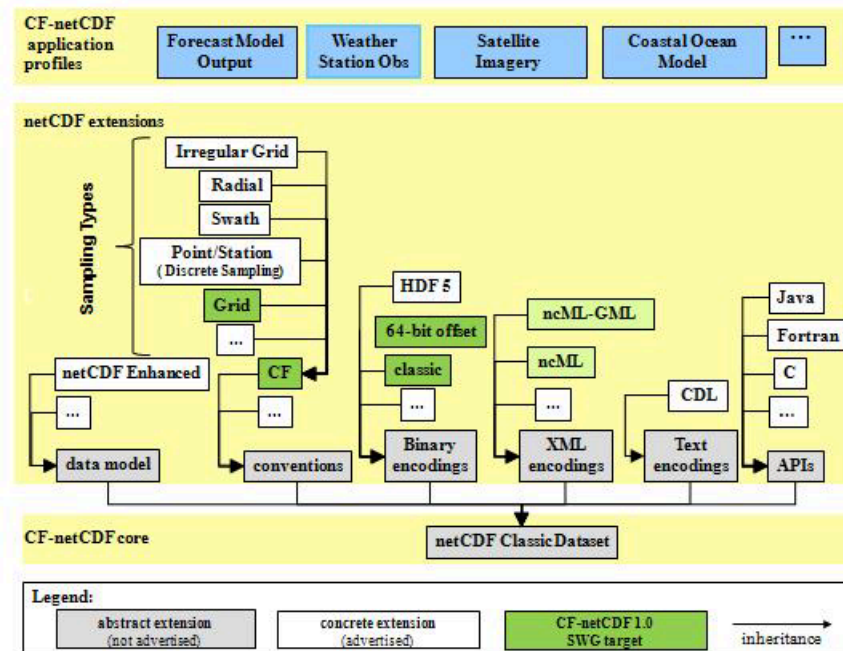 CF-netCDF
application
profiles
Forecast Model
Output
Weather
Station Obs
Satellite
Imagery
Coastal Ocean
Model
...
netCDF extensions
Sampling Types
Irregular Grid
Radial
Swath
Point/Station
( Discrete Sampling)
Grid
...
netCDF Enhanced
...
data model
CF
...
conventions
HDF 5
64-bit offset
classic
...
Binary
encodings
ncML-GML
ncML
...
XML
encodings
CDL
Text
encodings
Java
Fortran
C
...
APIs
CF-netCDF core
netCDF Classic Dataset
Legend:
abstract extension
(not advertised)
concrete extension
(advertised)
CF-netCDF 1.0
SWG target
inheritance